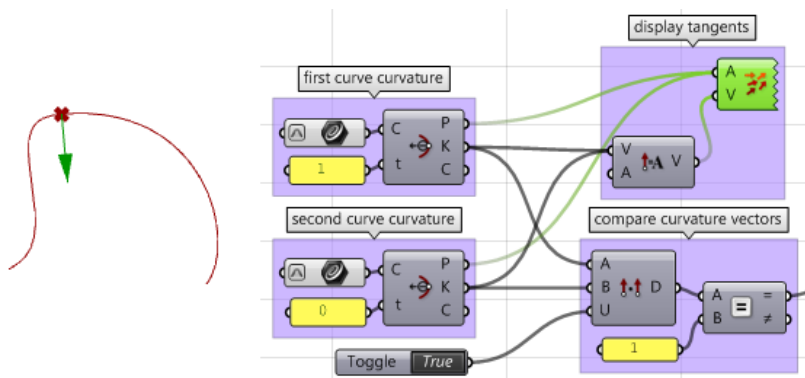 display tangents
first curve curvature
A
V
C P
t K
C
1
V V
A
A
second curve curvature
compare curvature vectors
C P
t K
C
0
A D
B
U
A =
B ≠
=
1
Toggle True